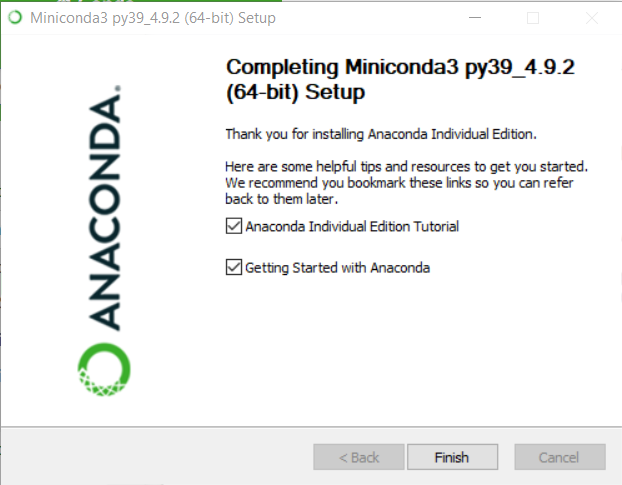 Miniconda3 py39_4.9.2 (64-bit) Setup
Completing Miniconda3 py39_4.9.2
(64-bit) Setup
Thank you for installing Anaconda Individual Edition.
Here are some helpful tips and resources to get you started.
We recommend you bookmark these links so you can refer
back to them later.
Anaconda Individual Edition Tutorial
Getting Started with Anaconda
ANACONDA.
< Back
Finish
Cancel